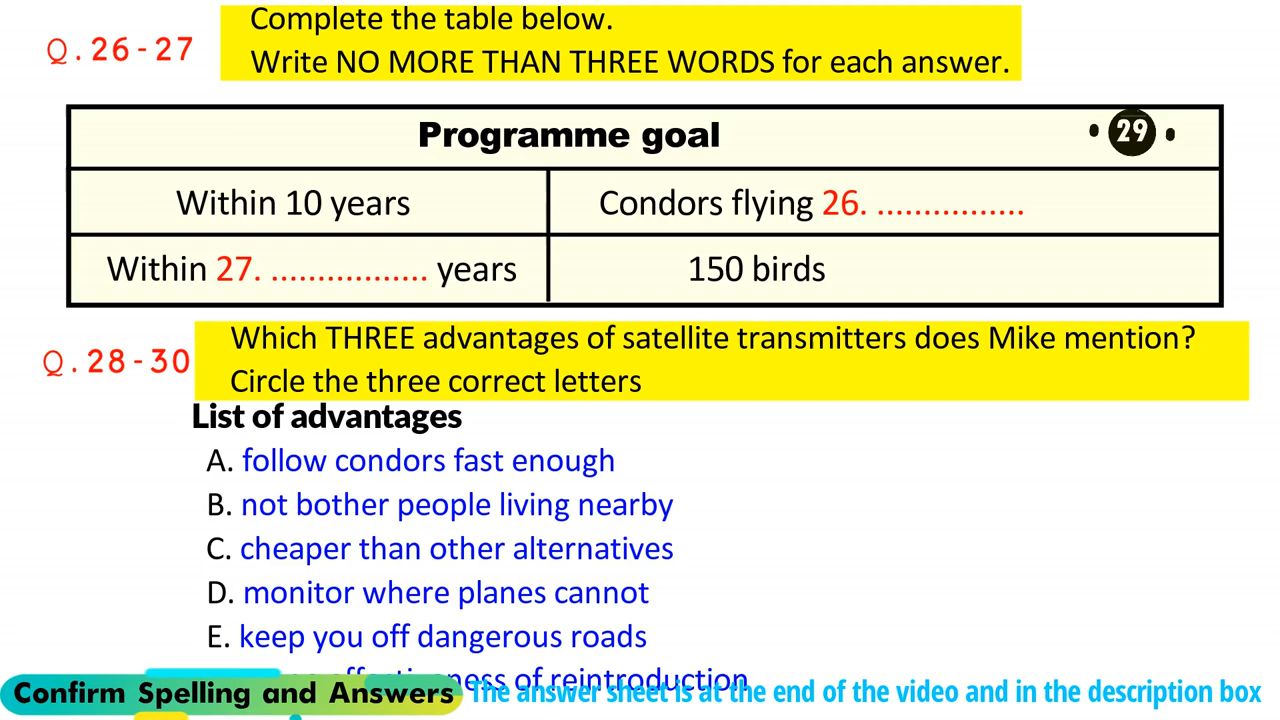 Q.26-27
Complete the table below.
Write NO MORE THAN THREE WORDS for each answer.
Programme goal
29
Within 10 years
Condors flying 26. ................
Within 27. ................. years
150 birds
Q.28-30
Which THREE advantages of satellite transmitters does Mike mention?
Circle the three correct letters
List of advantages
A. follow condors fast enough
B. not bother people living nearby
C. cheaper than other alternatives
D. monitor where planes cannot
E. keep you off dangerous roads
of reintroduction
Confirm Spelling and Answers
The answer sheet is at the end of the video and in the description box